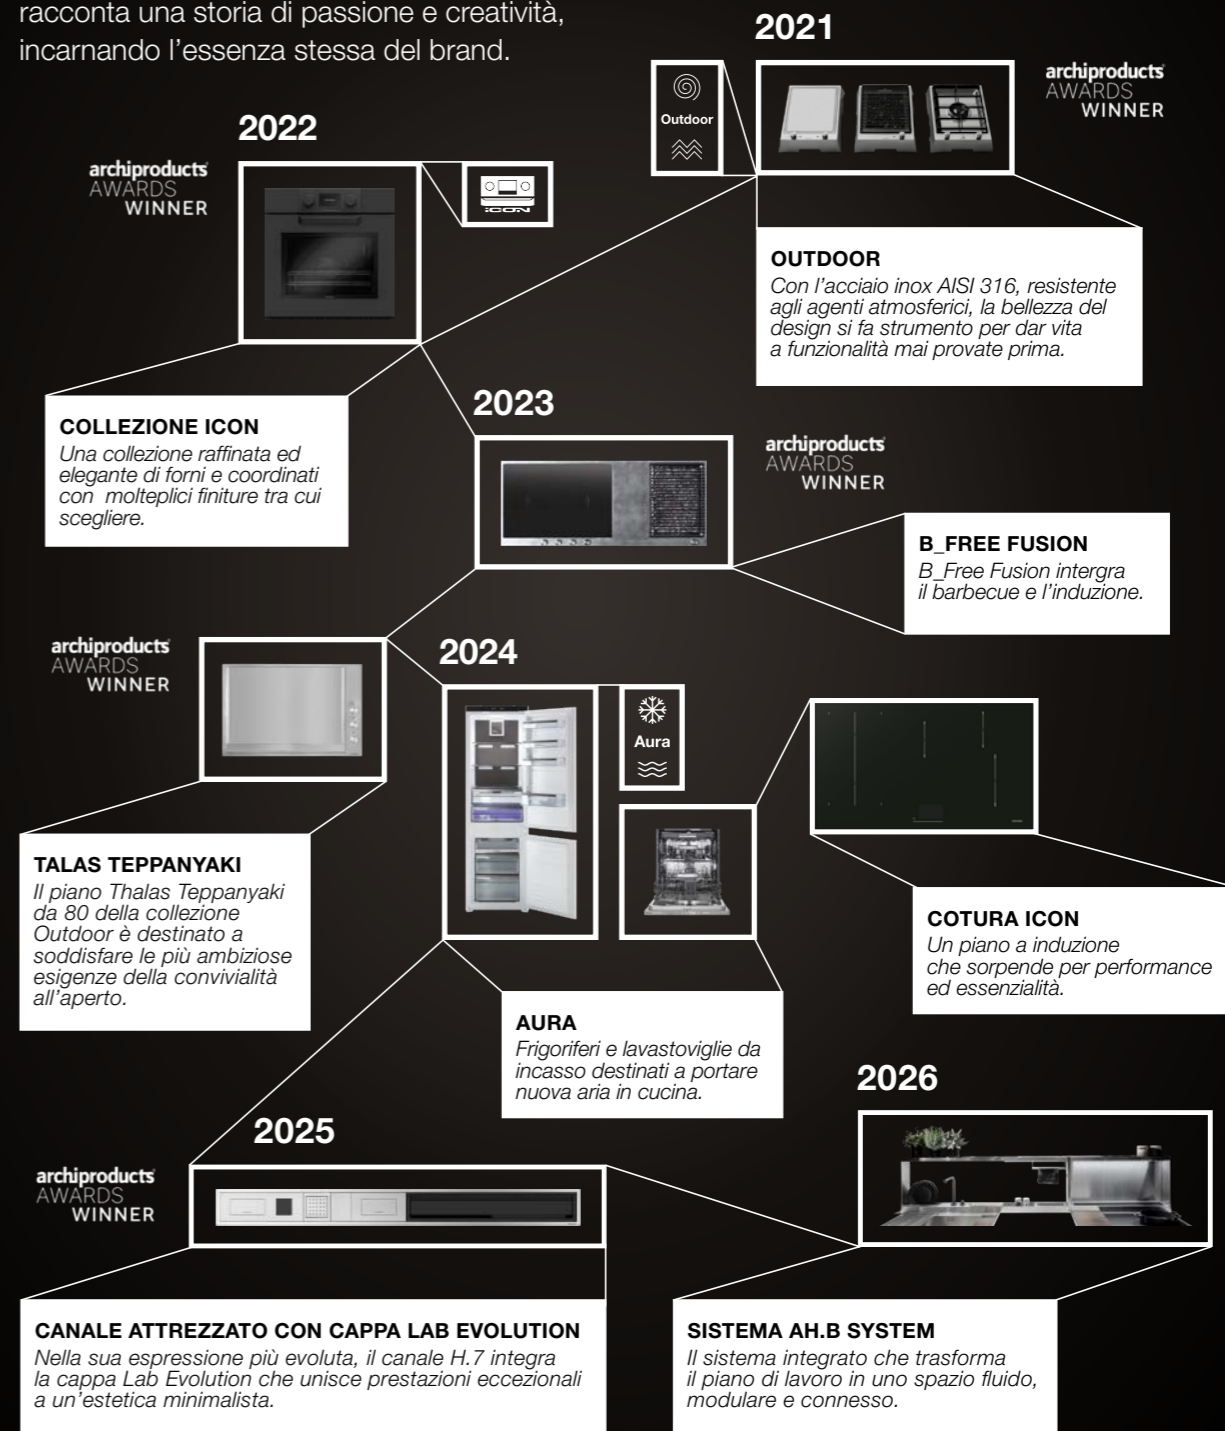 racconta una storia di passione e creatività,
incarnando l'essenza stessa del brand.
2021
Outdoor
archiproducts
AWARDS
WINNER
OUTDOOR
Con l'acciaio inox AISI 316, resistente
agli agenti atmosferici, la bellezza del
design si fa strumento per dar vita
a funzionalità mai provate prima.
2022
archiproducts
AWARDS
WINNER
iCON
COLLEZIONE ICON
Una collezione raffinata ed
elegante di forni e coordinati
con molteplici finiture tra cui
scegliere.
2023
archiproducts
AWARDS
WINNER
B_FREE FUSION
B_Free Fusion intergra
il barbecue e l'induzione.
archiproducts
AWARDS
WINNER
TALAS TEPPANYAKI
Il piano Thalas Teppanyaki
da 80 della collezione
Outdoor è destinato a
soddisfare le più ambiziose
esigenze della convivialità
all'aperto.
2024
Aura
AURA
Frigoriferi e lavastoviglie da
incasso destinati a portare
nuova aria in cucina.
COTURA ICON
Un piano a induzione
che sorpende per performance
ed essenzialità.
2025
archiproducts
AWARDS
WINNER
CANALE ATTREZZATO CON CAPPA LAB EVOLUTION
Nella sua espressione più evoluta, il canale H.7 integra
la cappa Lab Evolution che unisce prestazioni eccezionali
a un'estetica minimalista.
2026
SISTEMA AH.B SYSTEM
Il sistema integrato che trasforma
il piano di lavoro in uno spazio fluido,
modulare e connesso.